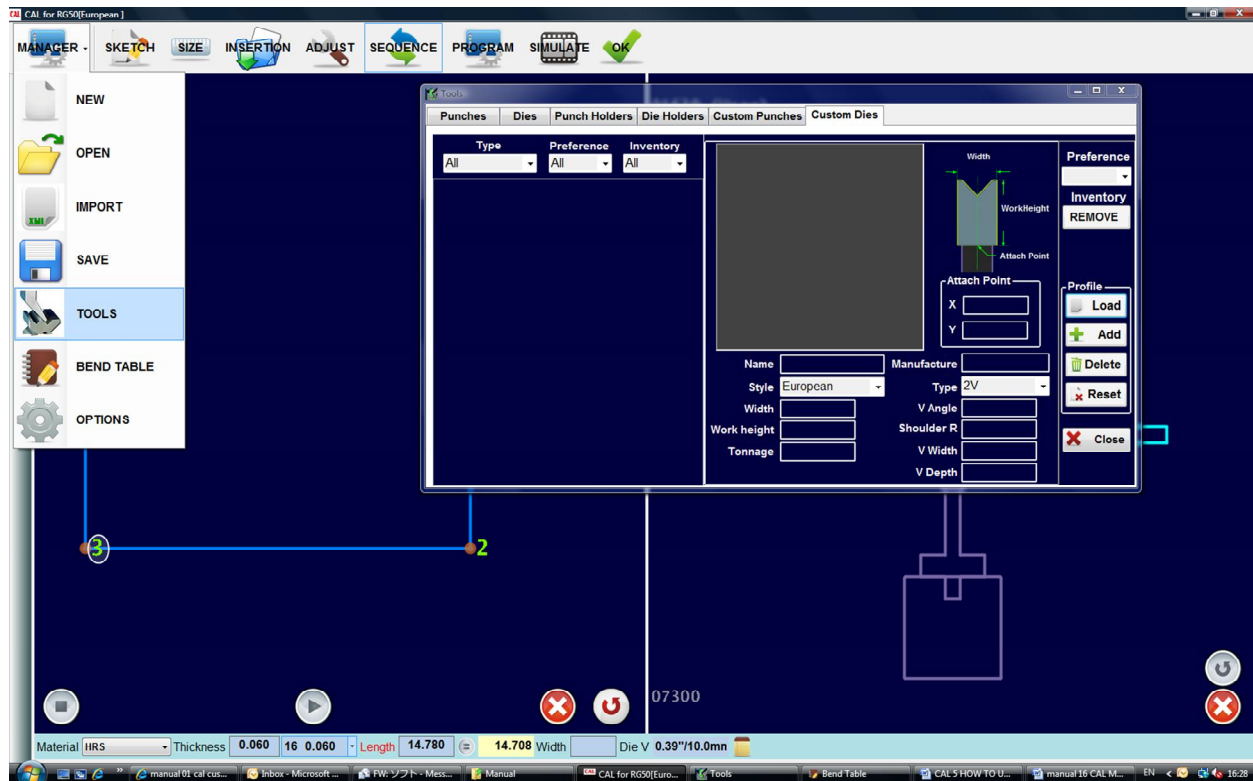 CAL for RG50[European ]
MANAGER SKETCH SIZE INSERTION ADJUST SEQUENCE PROGRAM SIMULATE OK
NEW
OPEN
IMPORT
XML
SAVE
TOOLS
BEND TABLE
OPTIONS
Tools
Punches Dies Punch Holders Die Holders Custom Punches Custom Dies
Type Preference Inventory
All All All
Width
WorkHeight
Attach Point
Preference
Inventory
REMOVE
Attach Point
X
Y
Profile
Load
Add
Delete
Reset
Close
Name Manufacture
Style European Type 2V
Width V Angle
Work height Shoulder R
Tonnage V Width
V Depth
3 2
07300
Material HRS Thickness 0.060 16 0.060 Length 14.780 = 14.708 Width Die V 0.39"/10.0mn
manual 01 cal cus... Inbox - Microsoft ... FW: ソフト - Mess... Manual CAL for RG50[Euro... Tools Bend Table CAL 5 HOW TO U... manual 16 CAL M... EN 16:28